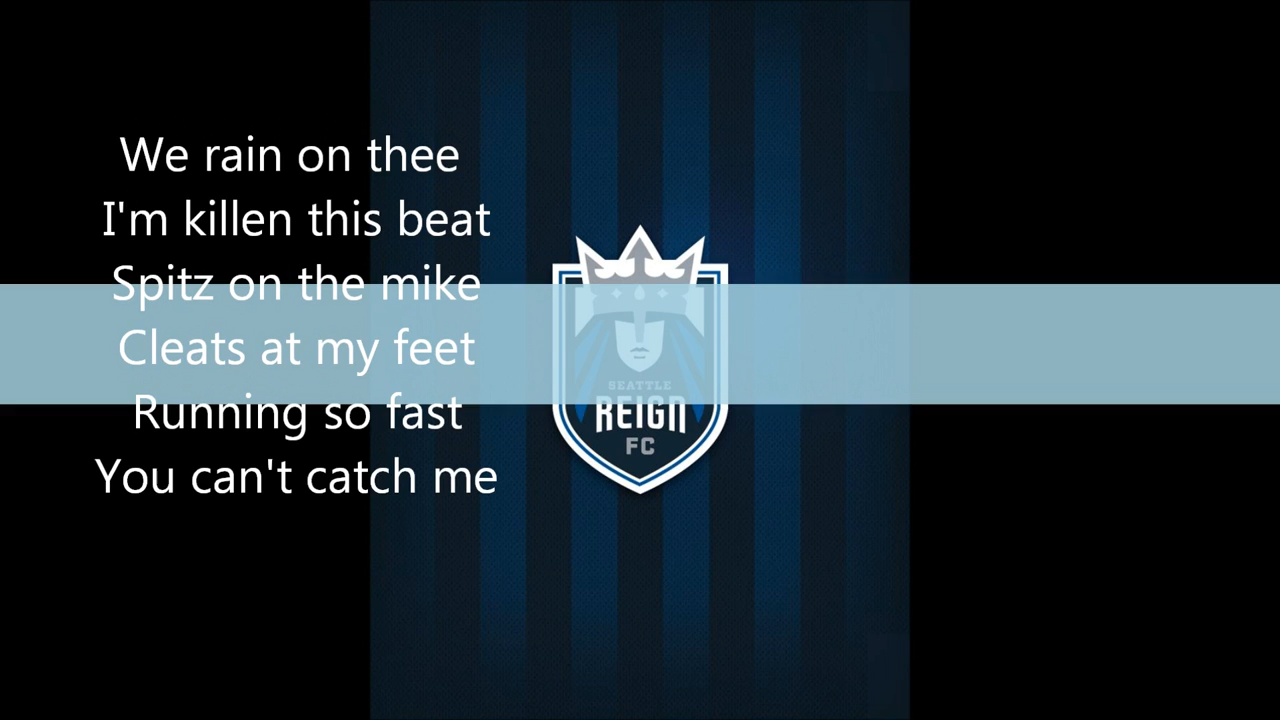 We rain on thee
I'm killen this beat
Spitz on the mike
Cleats at my feet
Running so fast
You can't catch me
SEATTLE
REIGN
FC